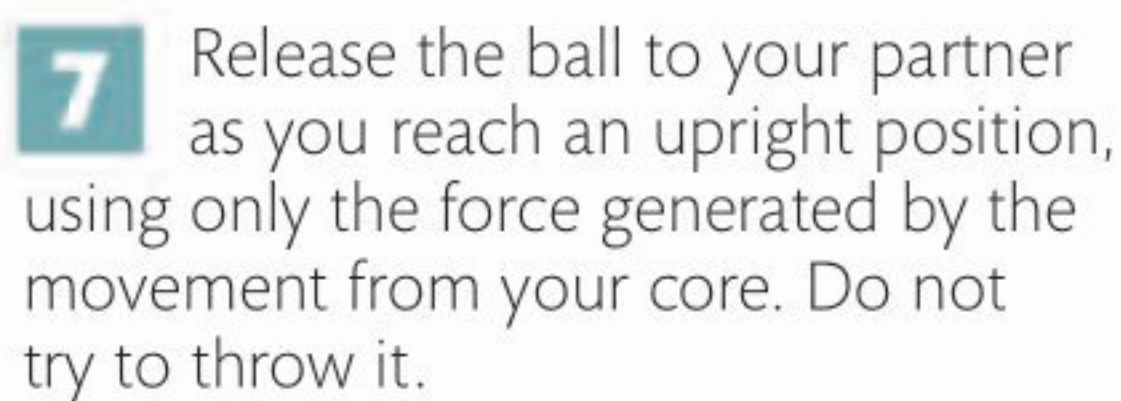 7 Release the ball to your partner
as you reach an upright position,
using only the force generated by the
movement from your core. Do not
try to throw it.